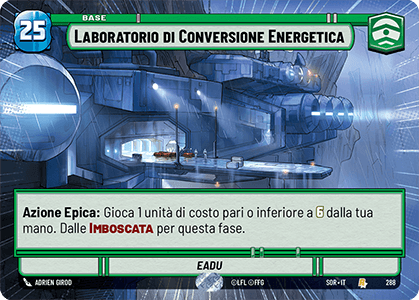 BASE
25
LABORATORIO DI CONVERSIONE ENERGETICA
Azione Epica: Gioca 1 unità di costo pari o inferiore a 6 dalla tua
mano. Dalle IMBOSCATA per questa fase.
EADU
ADRIEN GIROD
©LFL ©FFG
SOR•IT
288